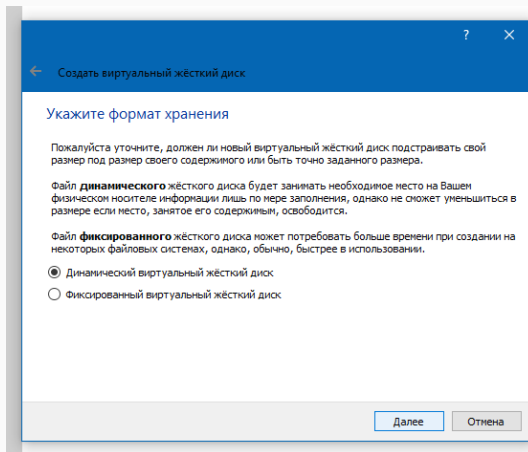 ?
Создать виртуальный жёсткий диск
Укажите формат хранения
Пожалуйста уточните, должен ли новый виртуальный жёсткий диск подстраивать свой
размер под размер своего содержимого или быть точно заданного размера.
Файл динамического жёсткого диска будет занимать необходимое место на Вашем
физическом носителе информации лишь по мере заполнения, однако не сможет уменьшиться в
размере если место, занятое его содержимым, освободится.
Файл фиксированного жёсткого диска может потребовать больше времени при создании на
некоторых файловых системах, однако, обычно, быстрее в использовании.
Динамический виртуальный жёсткий диск
Фиксированный виртуальный жёсткий диск
Далее Отмена